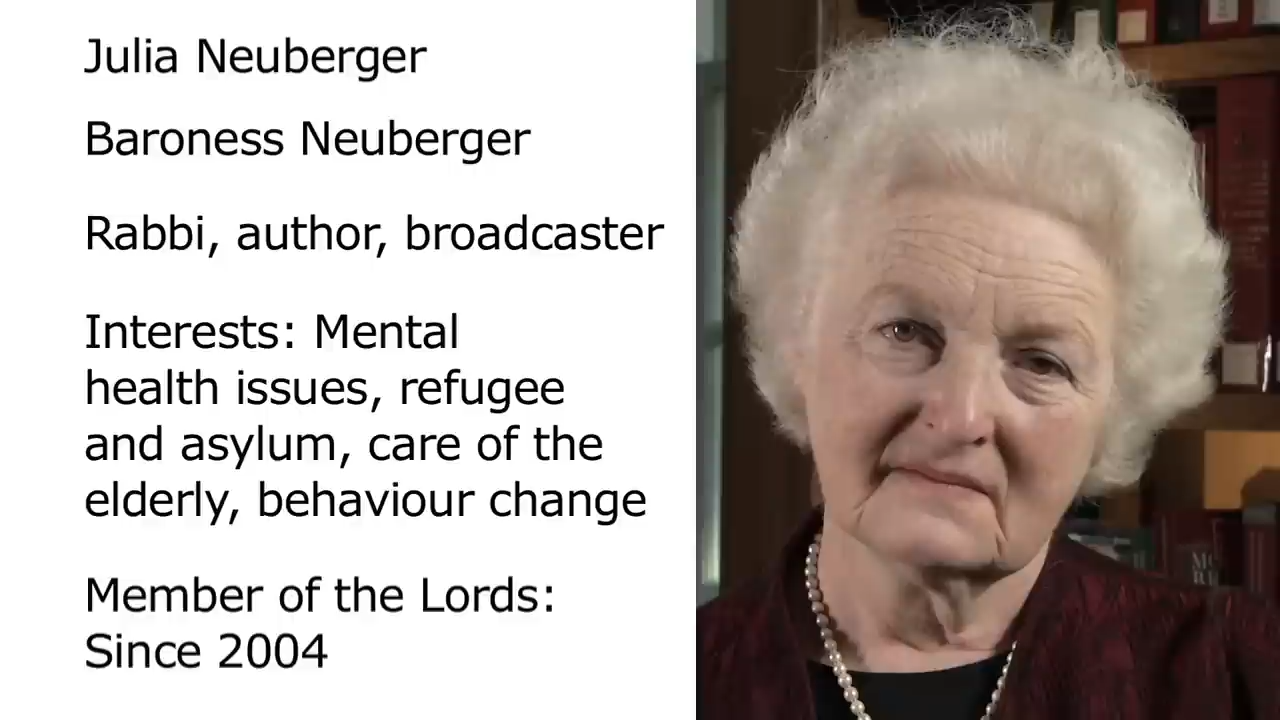 Julia Neuberger
Baroness Neuberger
Rabbi, author, broadcaster
Interests: Mental
health issues, refugee
and asylum, care of the
elderly, behaviour change
Member of the Lords:
Since 2004